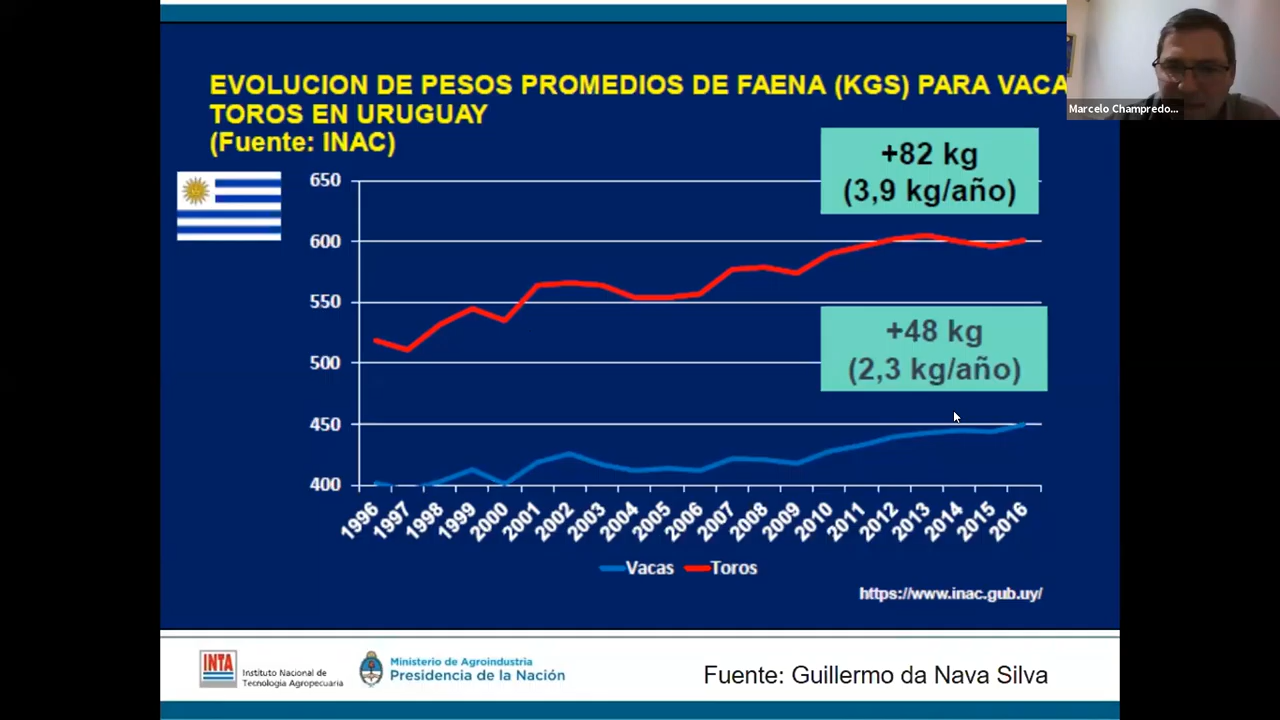 EVOLUCION DE PESOS PROMEDIOS DE FAENA (KGS) PARA VACA
TOROS EN URUGUAY
(Fuente: INAC)
Marcelo Champredo...
+82 kg
(3,9 kg/año)
650
600
550
500
450
400
+48 kg
(2,3 kg/año)
1996
1997
1998
1999
2000
2001
2002
2003
2004
2005
2006
2007
2008
2009
2010
2011
2012
2013
2014
2015
2016
Vacas
Toros
https://www.inac.gub.uy/
INTA
Instituto Nacional de
Tecnología Agropecuaria
Ministerio de Agroindustria
Presidencia de la Nación
Fuente: Guillermo da Nava Silva